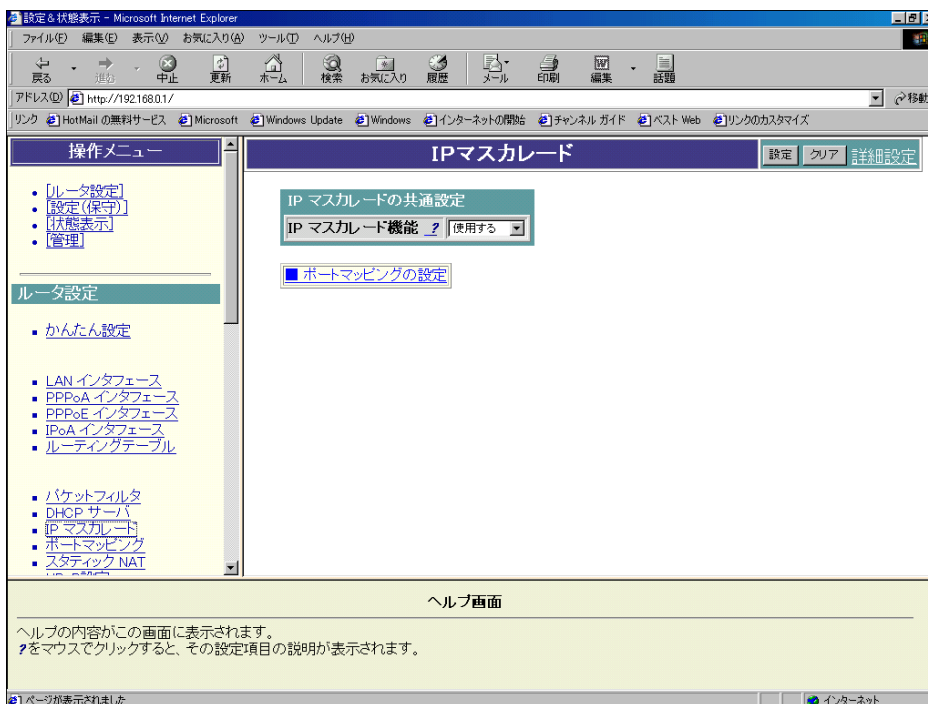 設定&状態表示 - Microsoft Internet Explorer
ファイル(F) 編集(E) 表示(V) お気に入り(A) ツール(T) ヘルプ(H)
戻る 進む 中止 更新 ホーム 検索 お気に入り 履歴 メール 印刷 編集 話題
アドレス(D) http://192.168.0.1/ 移動
リンク HotMail の無料サービス Microsoft Windows Update Windows インターネットの開始 チャンネル ガイド ベスト Web リンクのカスタマイズ
操作メニュー
[ルータ設定]
[設定(保守)]
[状態表示]
[管理]
ルータ設定
かんたん設定
LAN インタフェース
PPPoA インタフェース
PPPoE インタフェース
IPoA インタフェース
ルーティングテーブル
パケットフィルタ
DHCP サーバ
IP マスカレード
ポートマッピング
スタティック NAT
IPマスカレード
設定 クリア 詳細設定
IP マスカレードの共通設定
IP マスカレード機能 ? 使用する
■ ポートマッピングの設定
ヘルプ画面
ヘルプの内容がこの画面に表示されます。
?をマウスでクリックすると、その設定項目の説明が表示されます。
ページが表示されました
インターネット